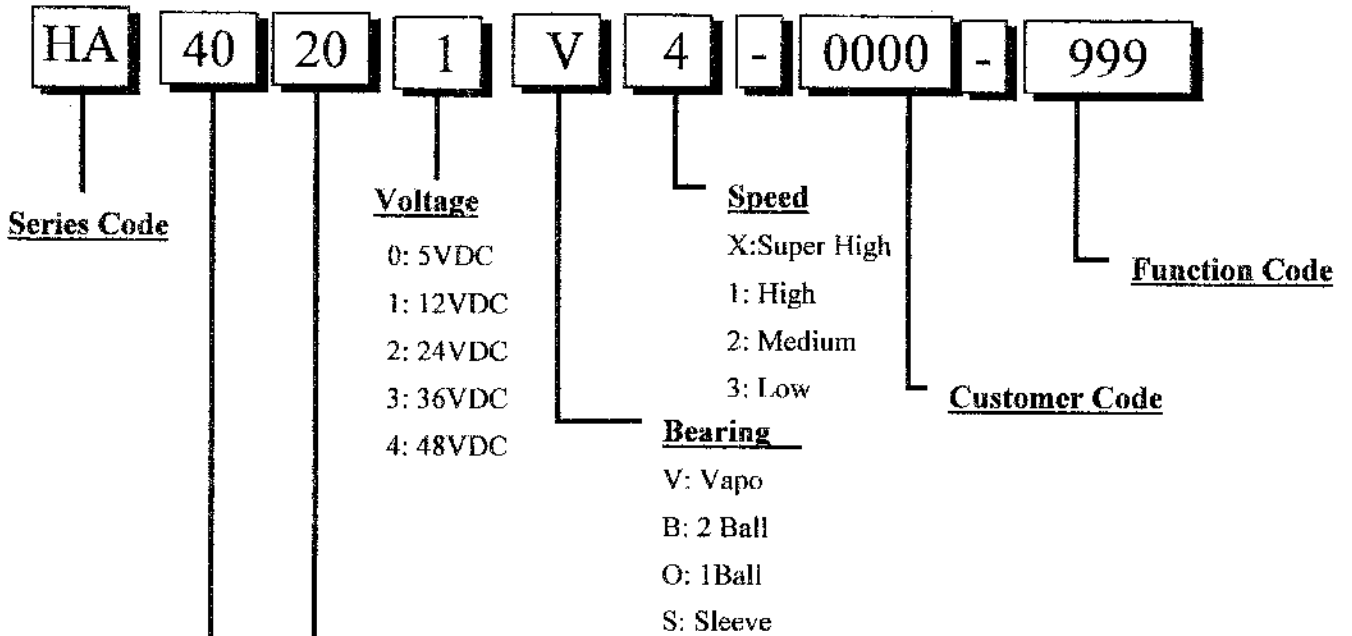 HA 40 20 1 V 4 - 0000 - 999
Series Code
Voltage
0: 5VDC
1: 12VDC
2: 24VDC
3: 36VDC
4: 48VDC
Speed
X:Super High
1: High
2: Medium
3: Low
Bearing
V: Vapo
B: 2 Ball
O: 1Ball
S: Sleeve
Customer Code
Function Code